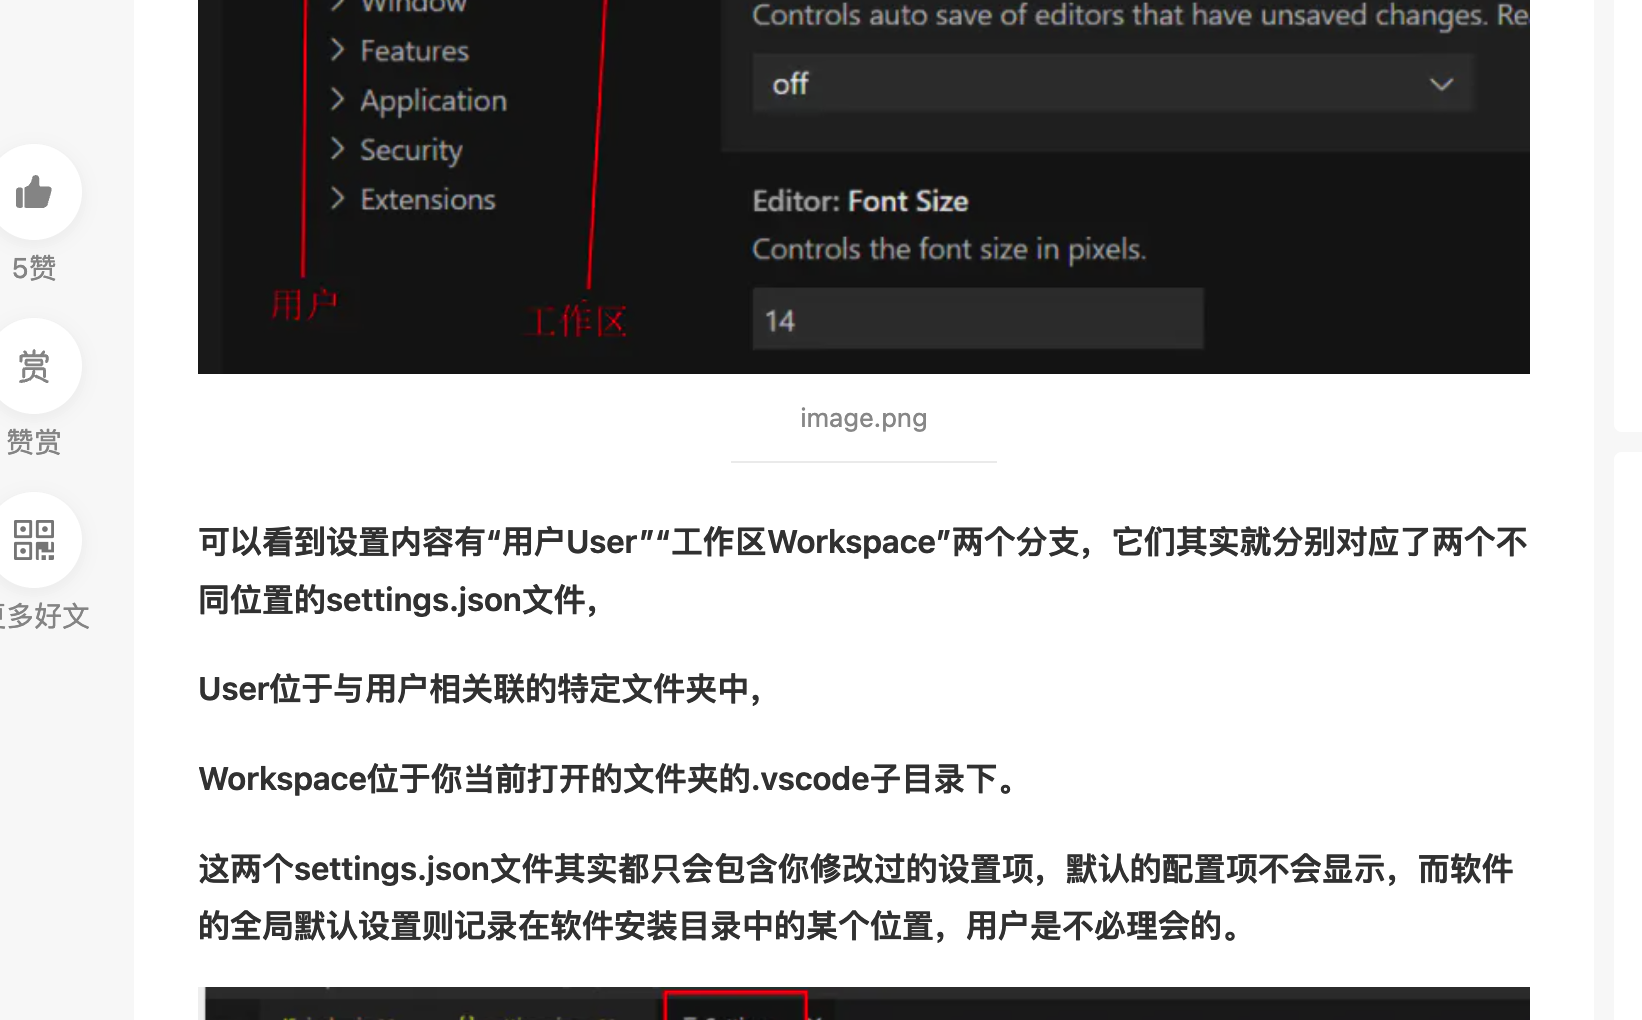 Window
Features
Application
Security
Extensions
用户
工作区
Controls auto save of editors that have unsaved changes. Re
off
Editor: Font Size
Controls the font size in pixels.
14
image.png
5赞
赏
赞赏
更多好文
可以看到设置内容有“用户User”“工作区Workspace”两个分支，它们其实就分别对应了两个不
同位置的settings.json文件，
User位于与用户相关联的特定文件夹中，
Workspace位于你当前打开的文件夹的.vscode子目录下。
这两个settings.json文件其实都只会包含你修改过的设置项，默认的配置项不会显示，而软件
的全局默认设置则记录在软件安装目录中的某个位置，用户是不必理会的。